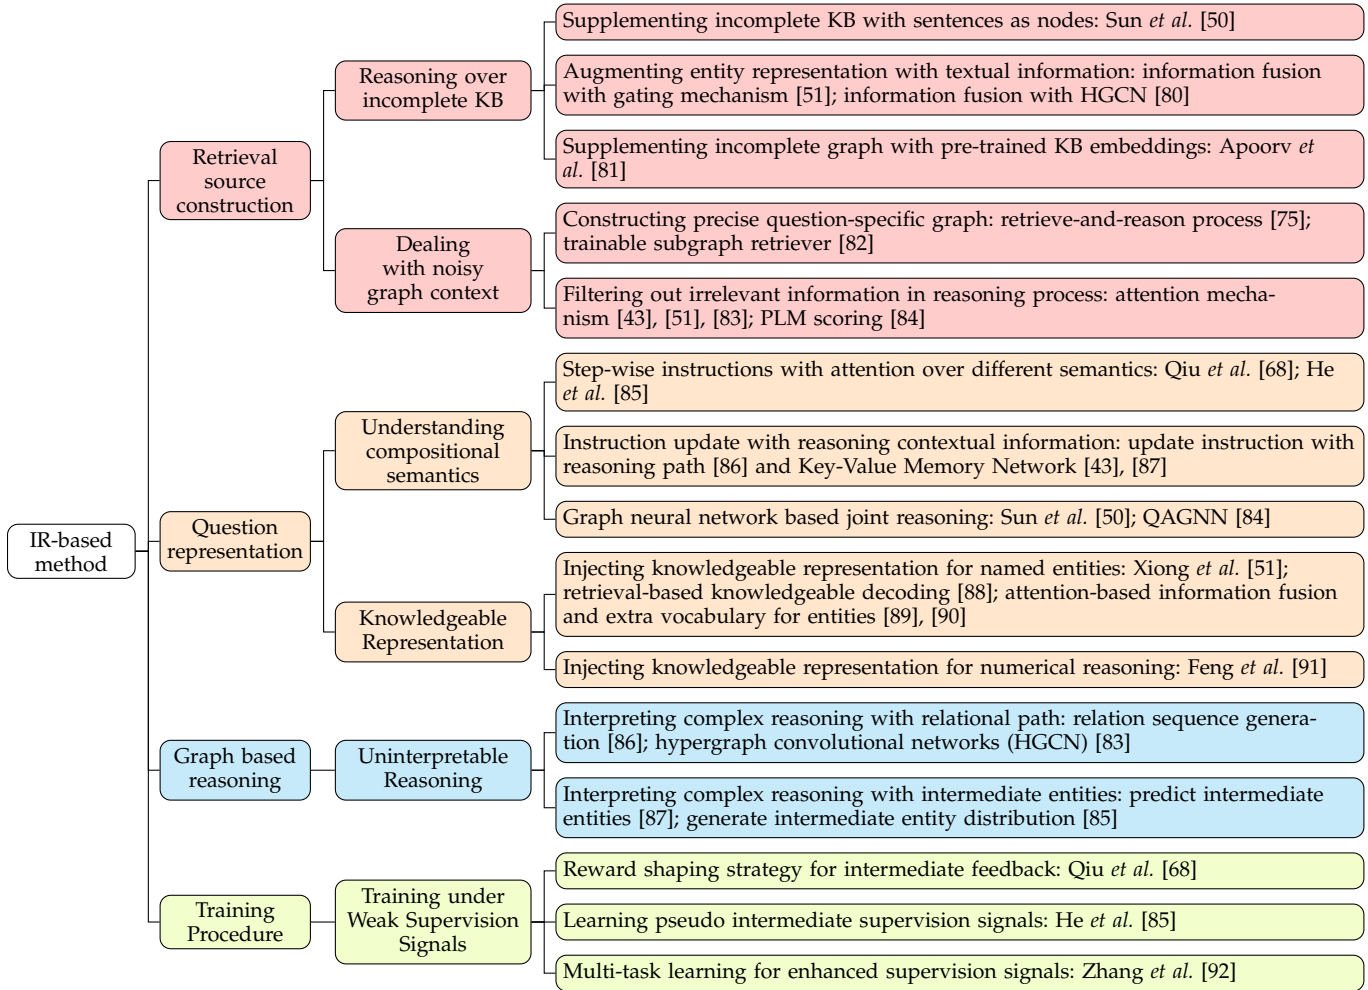 Supplementing incomplete KB with sentences as nodes: Sun et al. [50]
Reasoning over
incomplete KB
Augmenting entity representation with textual information: information fusion
with gating mechanism [51]; information fusion with HGCN [80]
Supplementing incomplete graph with pre-trained KB embeddings: Apoorv et
al. [81]
Retrieval
source
construction
Constructing precise question-specific graph: retrieve-and-reason process [75];
trainable subgraph retriever [82]
Dealing
with noisy
graph context
Filtering out irrelevant information in reasoning process: attention mecha-
nism [43], [51], [83]; PLM scoring [84]
Step-wise instructions with attention over different semantics: Qiu et al. [68]; He
et al. [85]
Understanding
compositional
semantics
Instruction update with reasoning contextual information: update instruction with
reasoning path [86] and Key-Value Memory Network [43], [87]
Graph neural network based joint reasoning: Sun et al. [50]; QAGNN [84]
IR-based
method
Question
representation
Injecting knowledgeable representation for named entities: Xiong et al. [51];
retrieval-based knowledgeable decoding [88]; attention-based information fusion
and extra vocabulary for entities [89], [90]
Knowledgeable
Representation
Injecting knowledgeable representation for numerical reasoning: Feng et al. [91]
Interpreting complex reasoning with relational path: relation sequence genera-
tion [86]; hypergraph convolutional networks (HGCN) [83]
Graph based
reasoning
Uninterpretable
Reasoning
Interpreting complex reasoning with intermediate entities: predict intermediate
entities [87]; generate intermediate entity distribution [85]
Reward shaping strategy for intermediate feedback: Qiu et al. [68]
Training
Procedure
Training under
Weak Supervision
Signals
Learning pseudo intermediate supervision signals: He et al. [85]
Multi-task learning for enhanced supervision signals: Zhang et al. [92]